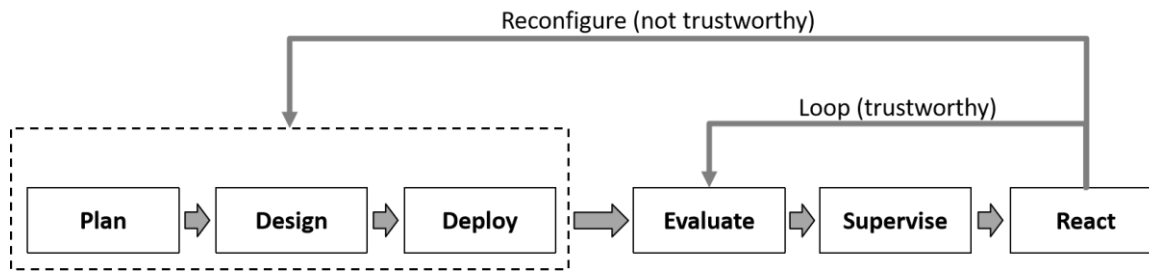 Reconfigure (not trustworthy)
Loop (trustworthy)
Plan
Design
Deploy
Evaluate
Supervise
React